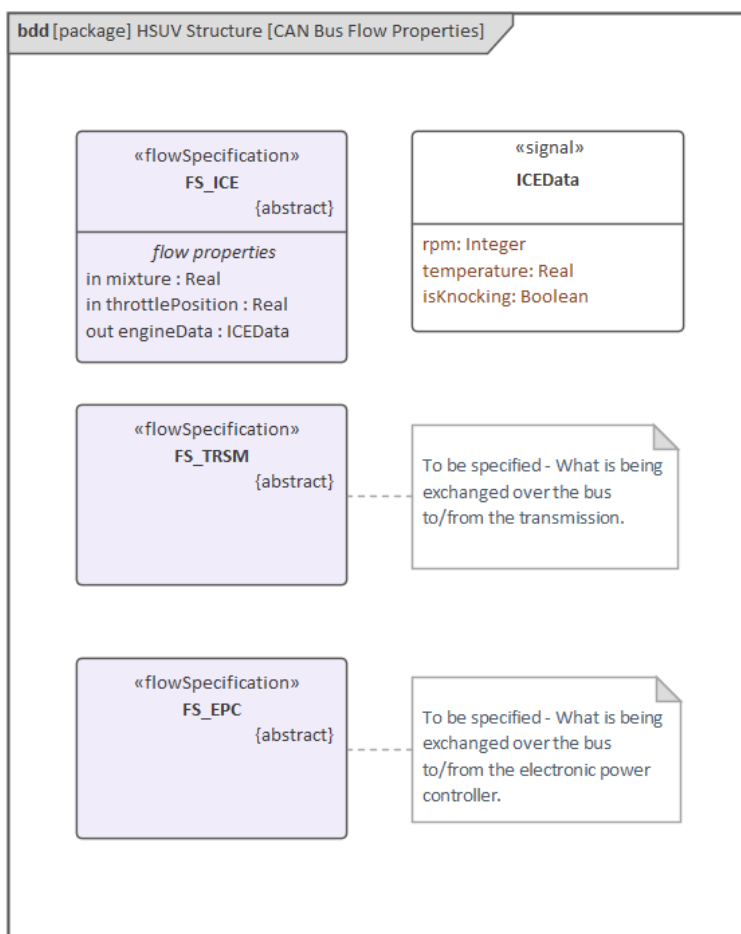 bdd [package] HSUV Structure [CAN Bus Flow Properties]
«flowSpecification»
FS_ICE
{abstract}
flow properties
in mixture : Real
in throttlePosition : Real
out engineData : ICEData
«signal»
ICEData
rpm: Integer
temperature: Real
isKnocking: Boolean
«flowSpecification»
FS_TRSM
{abstract}
To be specified - What is being
exchanged over the bus
to/from the transmission.
«flowSpecification»
FS_EPC
{abstract}
To be specified - What is being
exchanged over the bus
to/from the electronic power
controller.